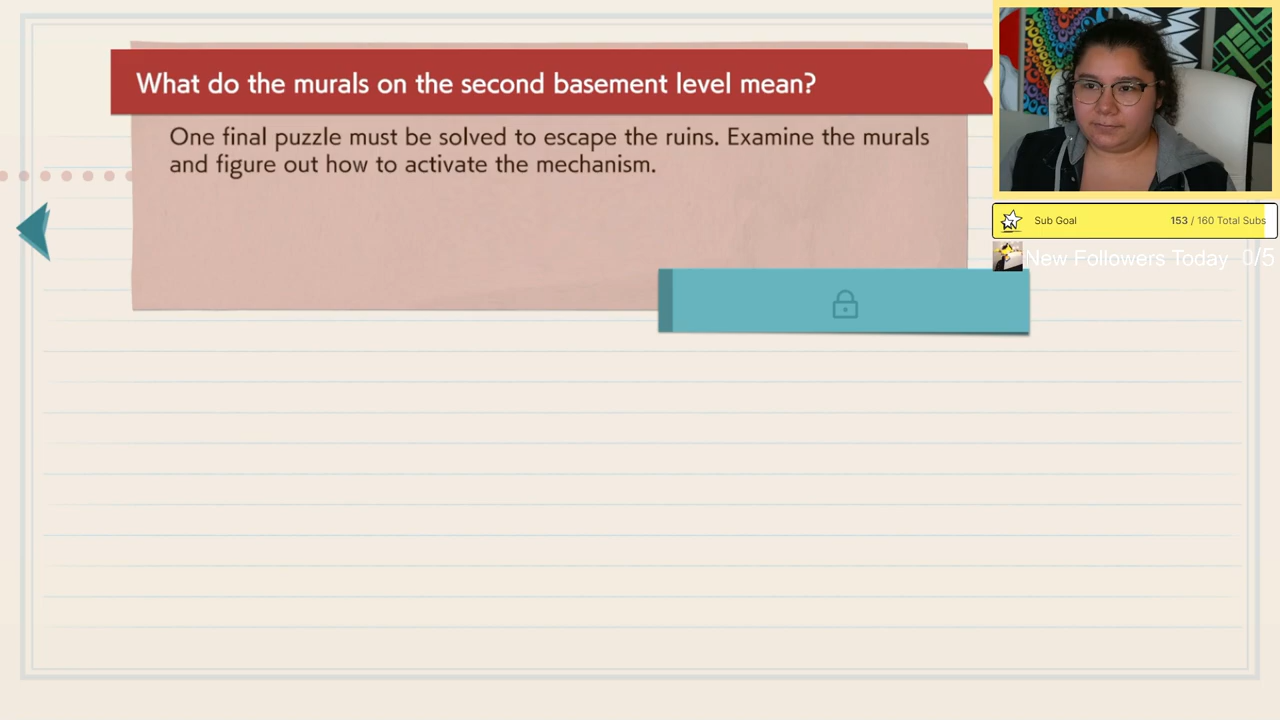 What do the murals on the second basement level mean?
One final puzzle must be solved to escape the ruins. Examine the murals
and figure out how to activate the mechanism.
Sub Goal 153 / 160 Total Subs
New Followers Today 0/5